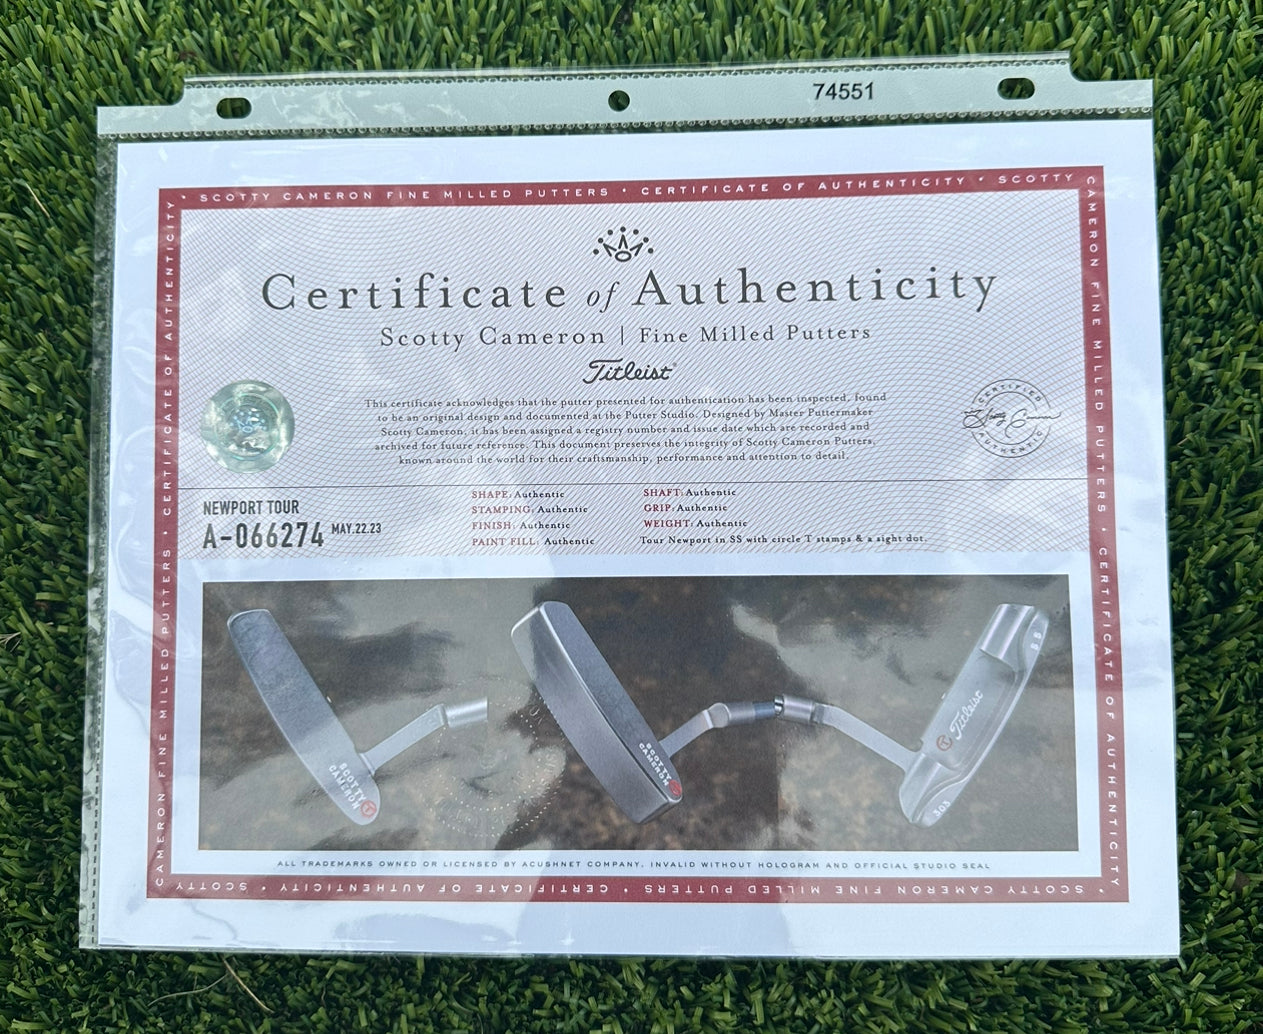 74551
SCOTTY CAMERON FINE MILLED PUTTERS • CERTIFICATE OF AUTHENTICITY • SCOTTY
CAMERON FINE MILLED PUTTERS • CERTIFICATE OF AUTHENTICITY •
Certificate of Authenticity
Scotty Cameron | Fine Milled Putters
Titleist®
This certificate acknowledges that the putter presented for authentication has been inspected, found
to be an original design and documented at the Putter Studio. Designed by Master Puttermaker
Scotty Cameron, it has been assigned a registry number and issue date which are recorded and
archived for future reference. This document preserves the integrity of Scotty Cameron Putters,
known around the world for their craftsmanship, performance and attention to detail.
CERTIFIED
Scotty Cameron
AUTHENTIC
NEWPORT TOUR
A-066274 MAY.22.23
SHAPE: Authentic
STAMPING: Authentic
FINISH: Authentic
PAINT FILL: Authentic
SHAFT: Authentic
GRIP: Authentic
WEIGHT: Authentic
Tour Newport in SS with circle T stamps & a sight dot.
SCOTTY
CAMERON
T
SCOTTY
CAMERON
T Titleist
SS
303
ALL TRADEMARKS OWNED OR LICENSED BY ACUSHNET COMPANY. INVALID WITHOUT HOLOGRAM AND OFFICIAL STUDIO SEAL
SCOTTY CAMERON FINE MILLED PUTTERS • CERTIFICATE OF AUTHENTICITY • SCOTTY
CAMERON FINE MILLED PUTTERS • CERTIFICATE OF AUTHENTICITY •